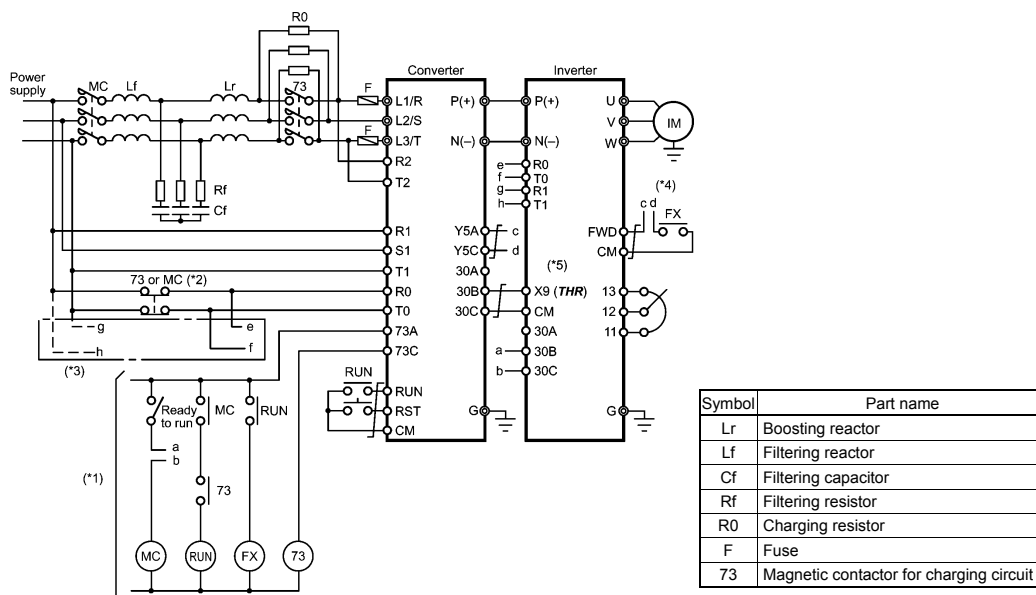 R0
Power
supply
MC
Lf
Lr
73
F
F
Converter
L1/R
L2/S
L3/T
R2
T2
R1
S1
T1
R0
T0
73A
73C
RUN
RST
CM
P(+)
N(–)
Y5A
Y5C
30A
30B
30C
G
c
d
Inverter
P(+)
N(–)
e
R0
f
T0
g
R1
h
T1
(*5)
X9 (THR)
CM
30A
a
30B
b
30C
U
V
W
IM
(*4)
c d
FX
FWD
CM
13
12
11
G
Rf
Cf
73 or MC (*2)
g
h
e
f
(*3)
RUN
(*1)
Ready
to run
a
b
MC
RUN
73
MC
RUN
FX
73
Symbol Part name
Lr Boosting reactor
Lf Filtering reactor
Cf Filtering capacitor
Rf Filtering resistor
R0 Charging resistor
F Fuse
73 Magnetic contactor for charging circuit